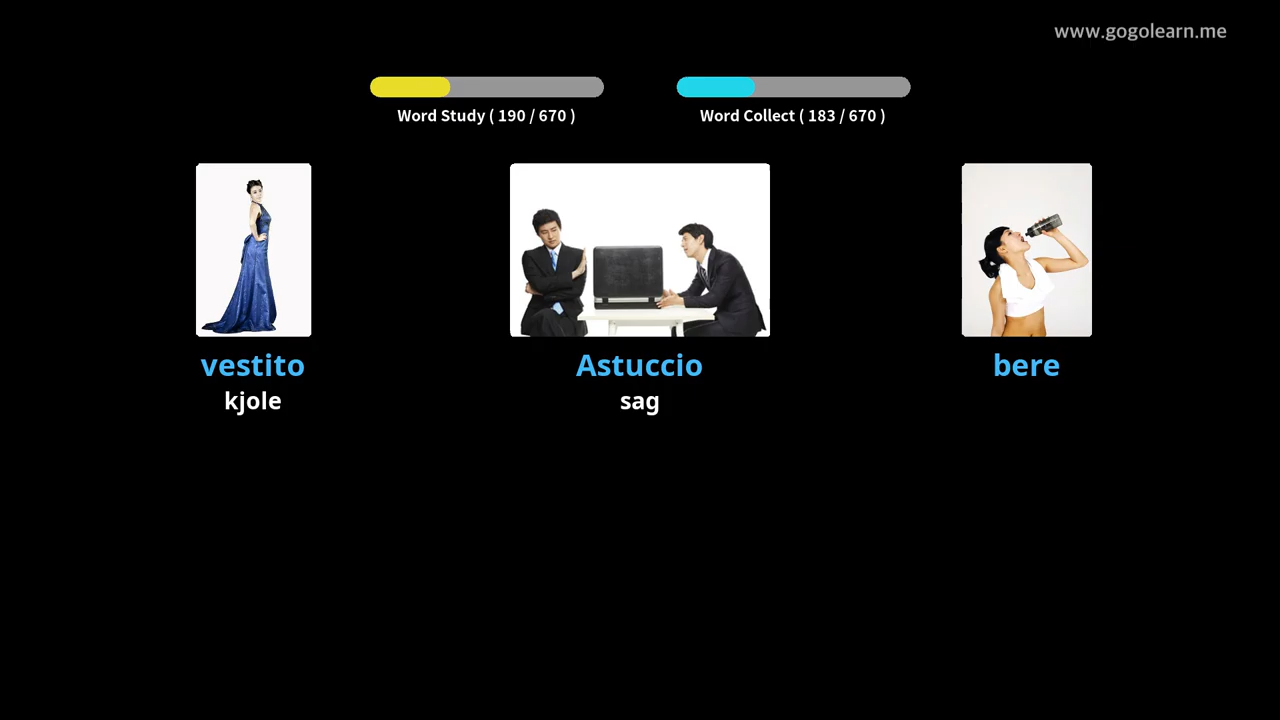 www.gogolearn.me
Word Study ( 190 / 670 )
Word Collect ( 183 / 670 )
vestito
kjole
Astuccio
sag
bere